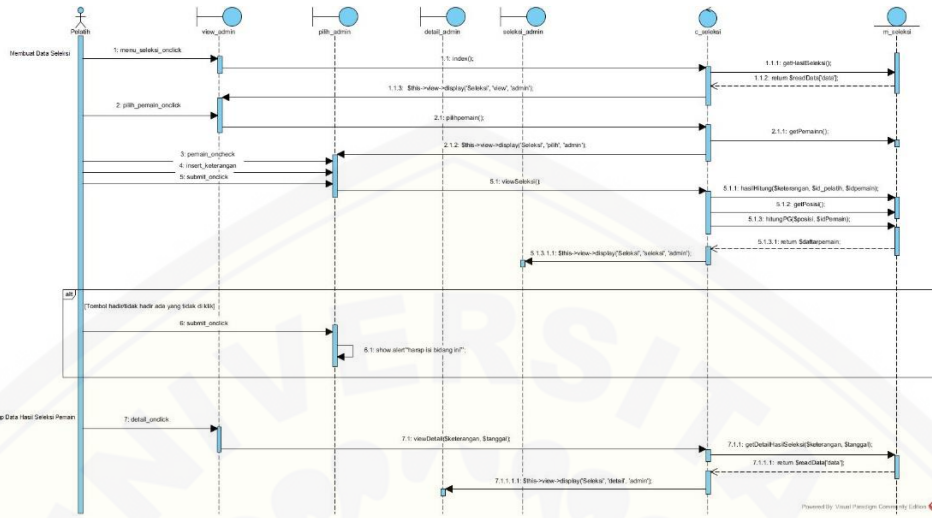 Pelatih
view_admin
pilih_admin
detail_admin
seleksi_admin
c_seleksi
m_seleksi
Membuat Data Seleksi
1: menu_seleksi_onclick
1.1: index();
1.1.1: getHasilSeleksi();
1.1.2: return $readData['data'];
1.1.3: $this->view->display('Seleksi', 'view', 'admin');
2: pilih_pemain_onclick
2.1: pilihpemain();
2.1.1: getPemainn();
2.1.2: $this->view->display('Seleksi', 'pilih', 'admin');
3: pemain_oncheck
4: insert_keterangan
5: submit_onclick
5.1: viewSeleksi()
5.1.1: hasilHitung($keterangan, $id_pelatih, $idpemain);
5.1.2: getPosisi();
5.1.3: hitungPG($posisi, $idPemain);
5.1.3.1: return $daftarpemain;
5.1.3.1.1: $this->view->display('Seleksi', 'seleksi', 'admin');
alt
[Tombol hadir/tidak hadir ada yang tidak di klik]
6: submit_onclick
6.1: show alert"harap isi bidang ini";
p Data Hasil Seleksi Pemain
7: detail_onclick
7.1: viewDetail($keterangan, $tanggal);
7.1.1: getDetailHasilSeleksi($keterangan, $tanggal);
7.1.1.1: return $readData['data'];
7.1.1.1.1: $this->view->display('Seleksi', 'detail', 'admin');
UNIVERSITA
Powered By Visual Paradigm Community Edition